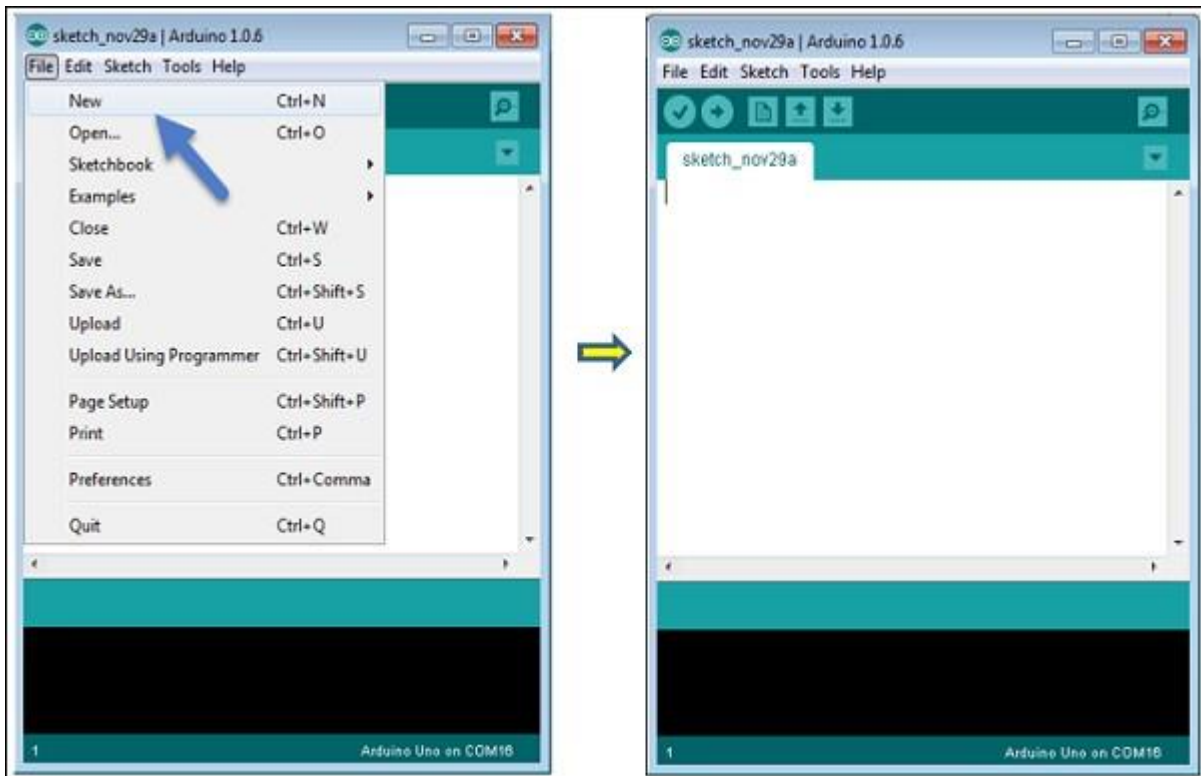 sketch_nov29a | Arduino 1.0.6
File Edit Sketch Tools Help
New Ctrl+N
Open... Ctrl+O
Sketchbook
Examples
Close Ctrl+W
Save Ctrl+S
Save As... Ctrl+Shift+S
Upload Ctrl+U
Upload Using Programmer Ctrl+Shift+U
Page Setup Ctrl+Shift+P
Print Ctrl+P
Preferences Ctrl+Comma
Quit Ctrl+Q
1 Arduino Uno on COM16
sketch_nov29a | Arduino 1.0.6
File Edit Sketch Tools Help
sketch_nov29a
1 Arduino Uno on COM16